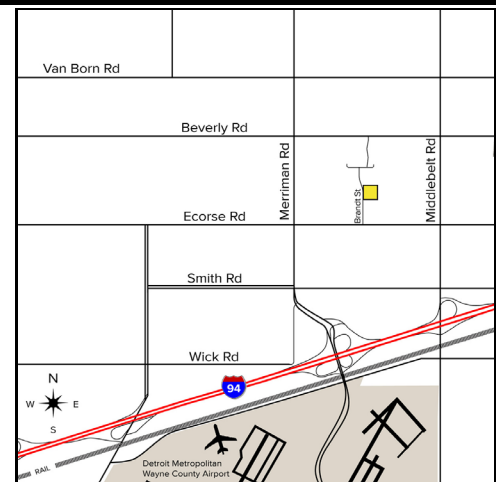 Van Born Rd
Beverly Rd
Merriman Rd
Middlebelt Rd
Brandt St
Ecorse Rd
Smith Rd
Wick Rd
94
N
W E
S
RAIL
Detroit Metropolitan
Wayne County Airport